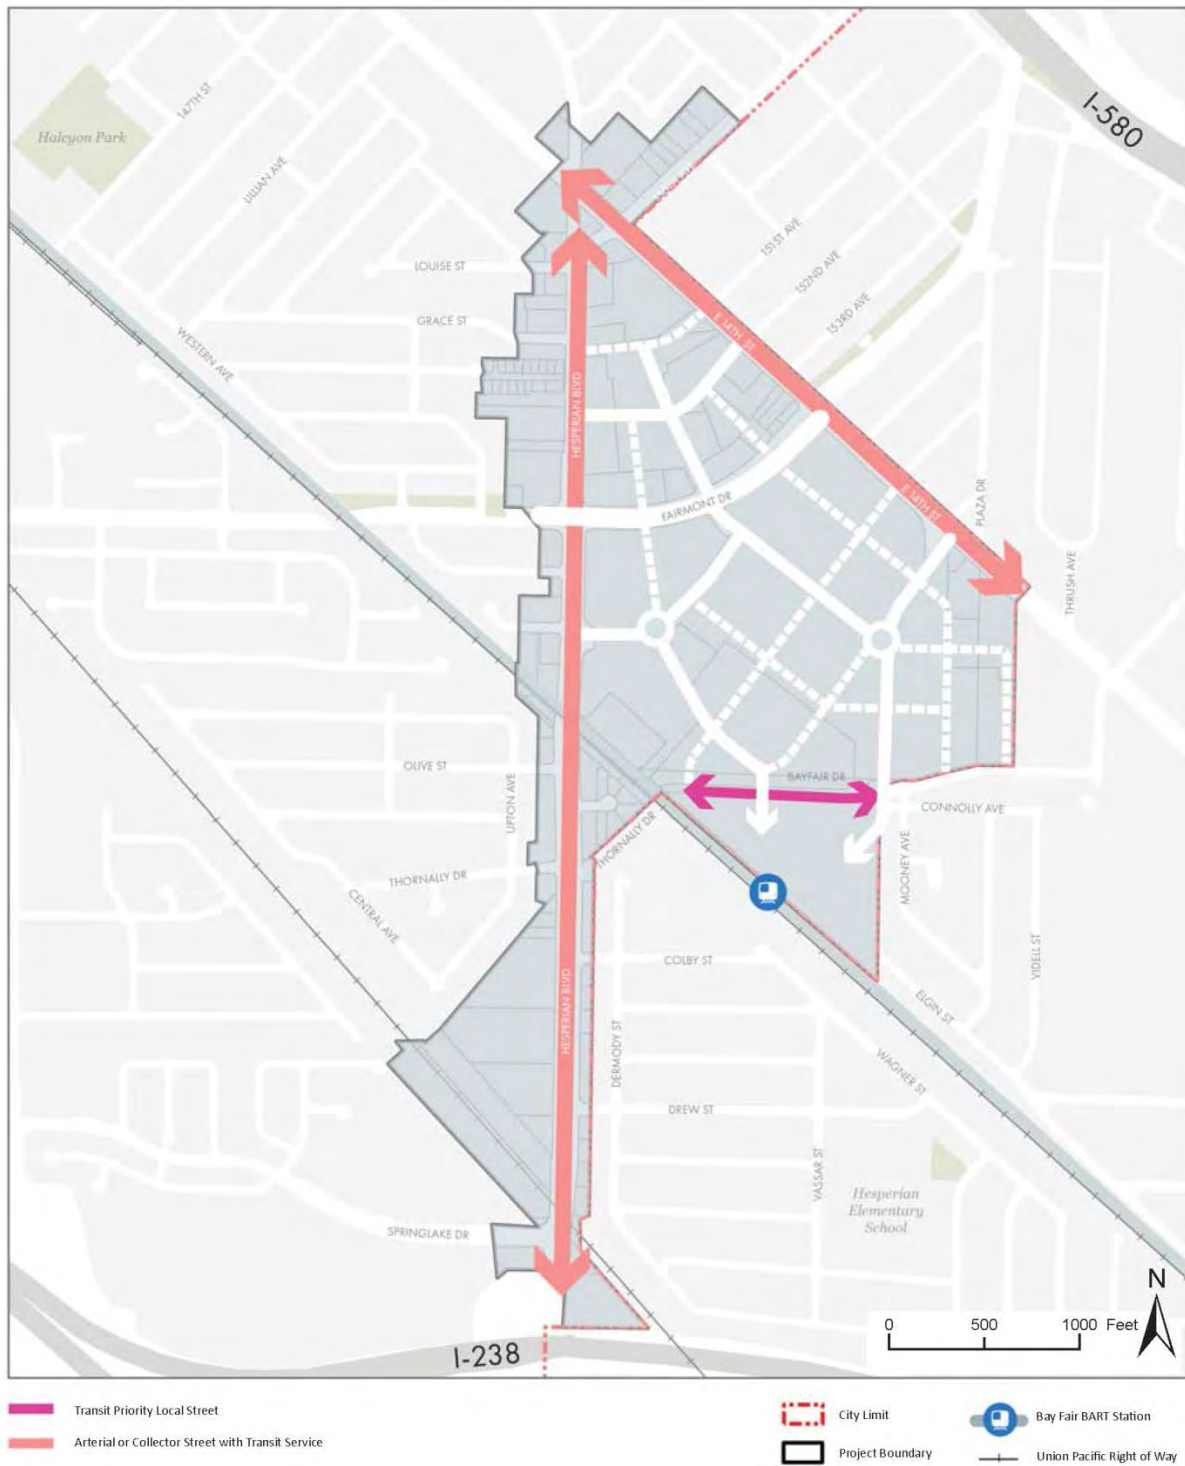 I-580
147TH ST
Halcyon Park
LILLIAN AVE
151ST AVE
LOUISE ST
152ND AVE
153RD AVE
GRACE ST
E 14TH ST
WESTERN AVE
HESPERIAN BLVD
E 14TH ST
PLAZA DR
FAIRMONT DR
THRUSH AVE
OLIVE ST
BAYFAIR DR
UPTON AVE
CONNOLLY AVE
THORNALLY DR
THORNALLY DR
MOONEY AVE
CENTRAL AVE
VIDELL ST
COLBY ST
HESPERIAN BLVD
ELGIN ST
DERMODY ST
WAGNER ST
DREW ST
VASSAR ST
Hesperian
Elementary
School
SPRINGLAKE DR
N
0 500 1000 Feet
I-238
Transit Priority Local Street
Arterial or Collector Street with Transit Service
City Limit
Project Boundary
Bay Fair BART Station
Union Pacific Right of Way